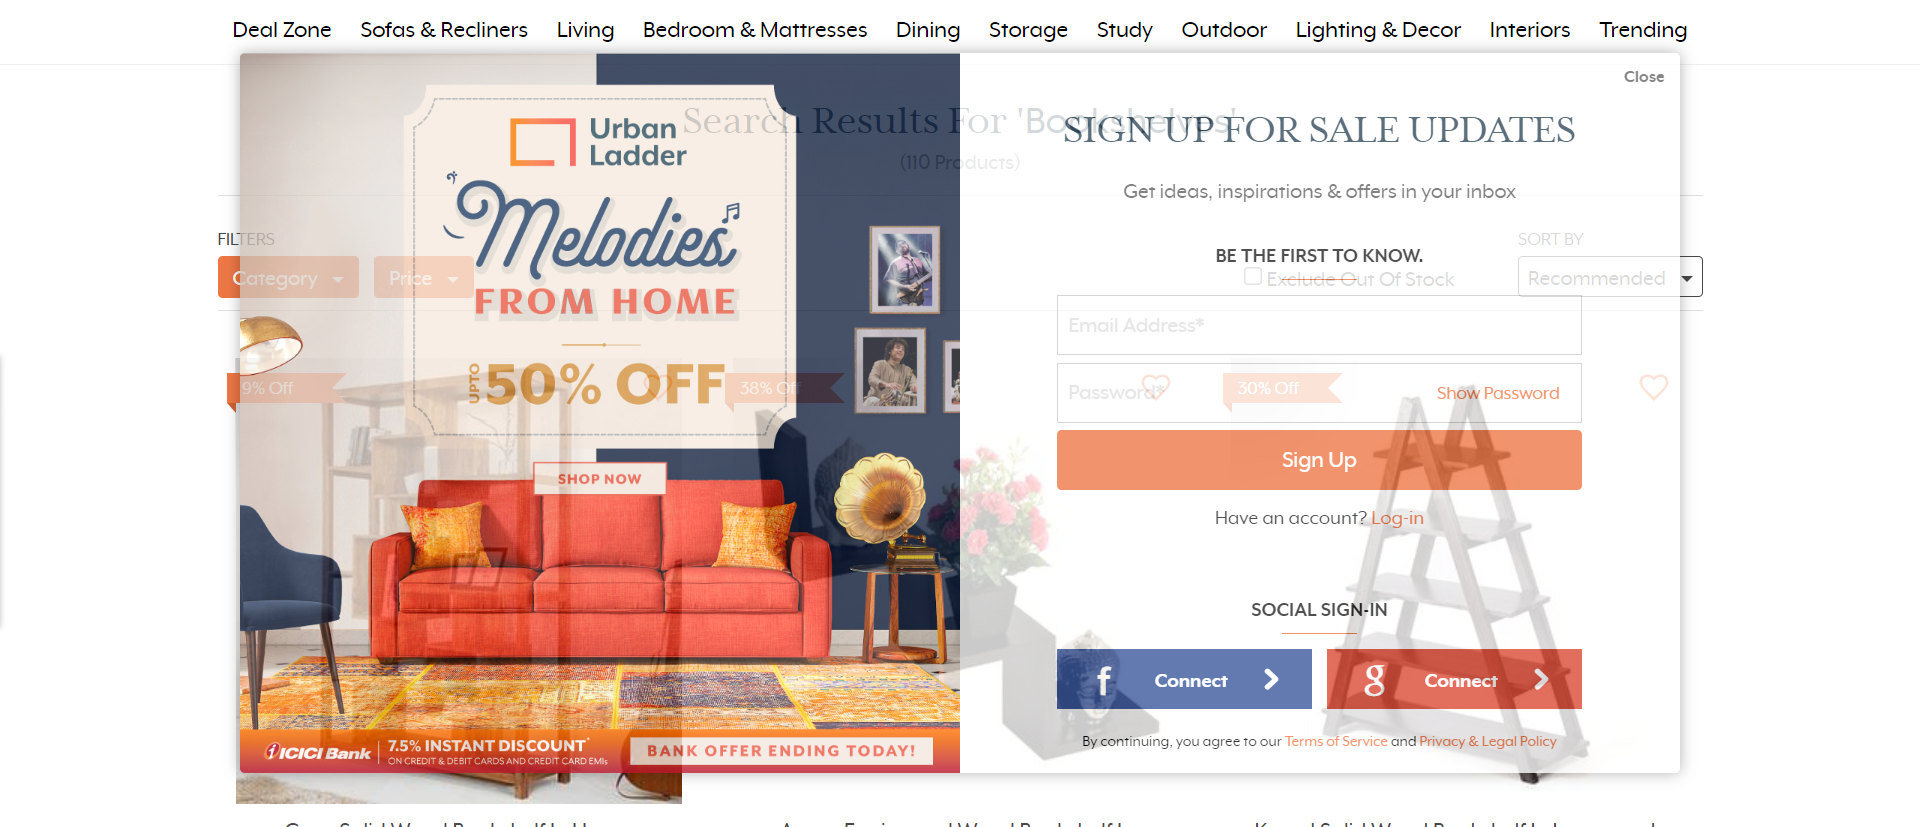 Deal Zone Sofas & Recliners Living Bedroom & Mattresses Dining Storage Study Outdoor Lighting & Decor Interiors Trending
Close
Search Results For 'Bookshelves'
(110 Products)
FILTERS
Category
Price
SORT BY
Exclude Out Of Stock
Recommended
9% Off
38% Off
30% Off
Urban
Ladder
Melodies
FROM HOME
UPTO 50% OFF
SHOP NOW
ICICI Bank
7.5% INSTANT DISCOUNT*
ON CREDIT & DEBIT CARDS AND CREDIT CARD EMIs
BANK OFFER ENDING TODAY!
SIGN UP FOR SALE UPDATES
Get ideas, inspirations & offers in your inbox
BE THE FIRST TO KNOW.
Email Address*
Password*
Show Password
Sign Up
Have an account? Log-in
SOCIAL SIGN-IN
f Connect
g Connect
By continuing, you agree to our Terms of Service and Privacy & Legal Policy